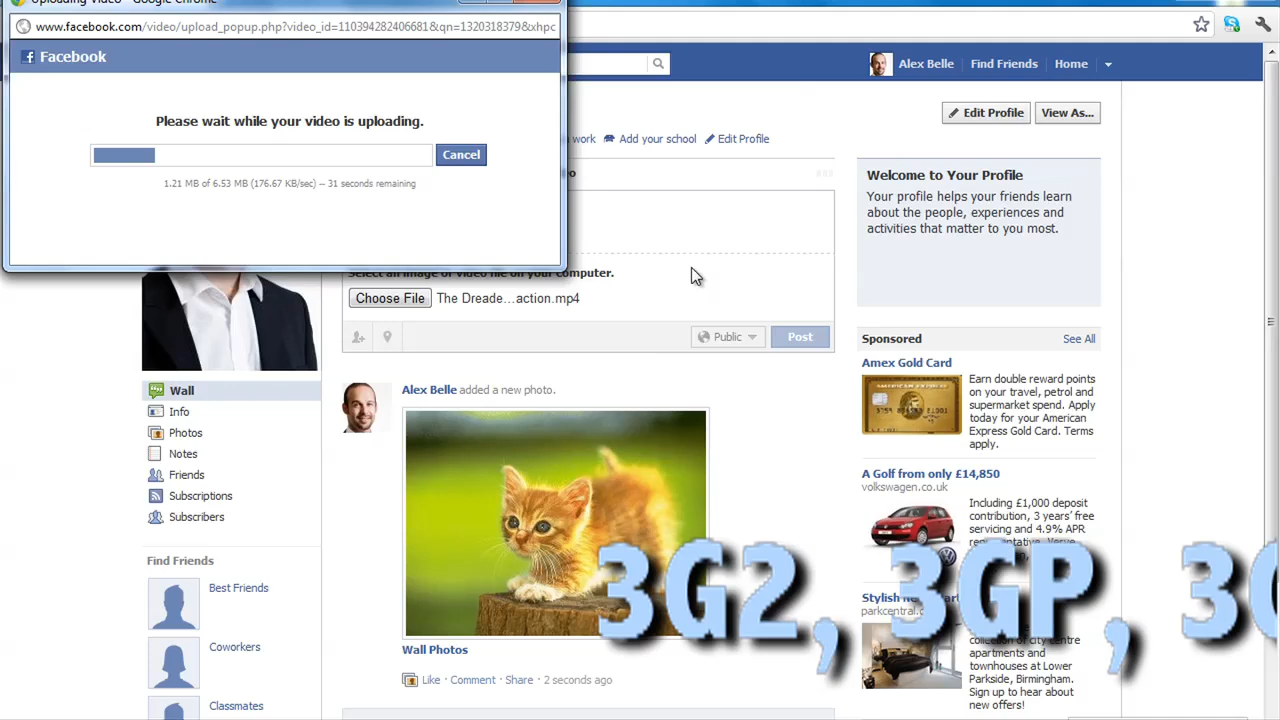 Uploading Video - Google Chrome
www.facebook.com/video/upload_popup.php?video_id=110394282406681&qn=1320318379&xhpc
Facebook
Please wait while your video is uploading.
Cancel
1.21 MB of 6.53 MB (176.67 KB/sec) -- 31 seconds remaining
Alex Belle
Find Friends
Home
Edit Profile
View As...
work
Add your school
Edit Profile
Select an image or video file on your computer.
Choose File
The Dreade...action.mp4
Public
Post
Welcome to Your Profile
Your profile helps your friends learn
about the people, experiences and
activities that matter to you most.
Wall
Info
Photos
Notes
Friends
Subscriptions
Subscribers
Find Friends
Best Friends
Coworkers
Classmates
Alex Belle added a new photo.
Wall Photos
Like · Comment · Share · 2 seconds ago
Sponsored
See All
Amex Gold Card
Earn double reward points
on your travel, petrol and
supermarket spend. Apply
today for your American
Express Gold Card. Terms
apply.
A Golf from only £14,850
volkswagen.co.uk
Including £1,000 deposit
contribution, 3 years' free
servicing and 4.9% APR
representative.
Stylish
parkcentral.co
collection of city centre
apartments and
townhouses at Lower
Parkside, Birmingham.
Sign up to hear about
new offers!
3G2, 3GP, 3G